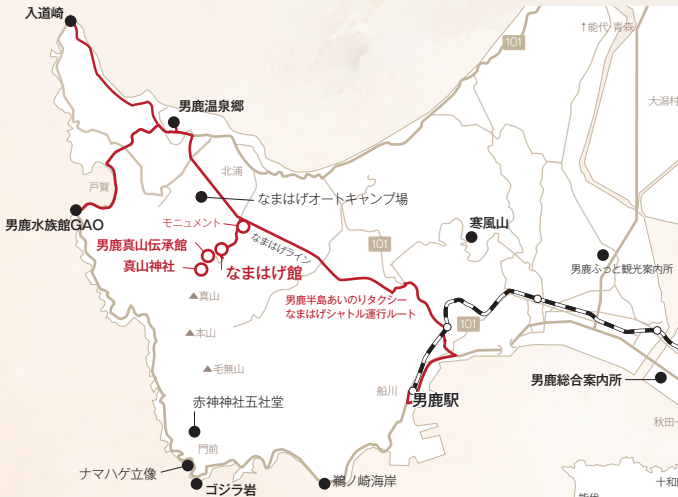 入道崎
101
↑能代・青森
大潟村
男鹿温泉郷
北浦
戸賀
なまはげオートキャンプ場
男鹿水族館GAO
モニュメント
なまはげライン
寒風山
101
男鹿真山伝承館
真山神社
なまはげ館
男鹿ふっと観光案内所
▲真山
男鹿半島あいのりタクシー
なまはげシャトル運行ルート
101
▲本山
▲毛無山
船川
男鹿駅
男鹿総合案内所
赤神神社五社堂
秋田
門前
ナマハゲ立像
ゴジラ岩
鵜ノ崎海岸
十和田
能代